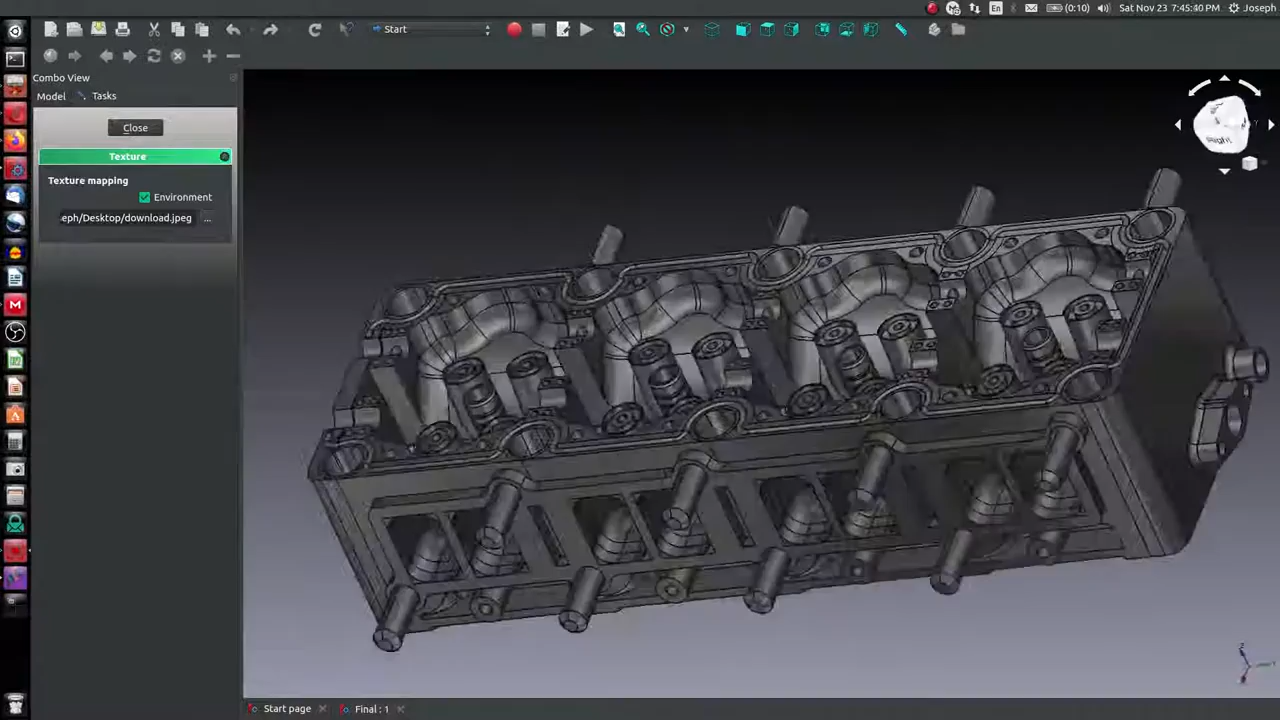 En
(0:10)
Sat Nov 23 7:45:40 PM
Joseph
Start
Combo View
Model
Tasks
Close
Texture
Texture mapping
Environment
eph/Desktop/download.jpeg
...
Start page
Final : 1